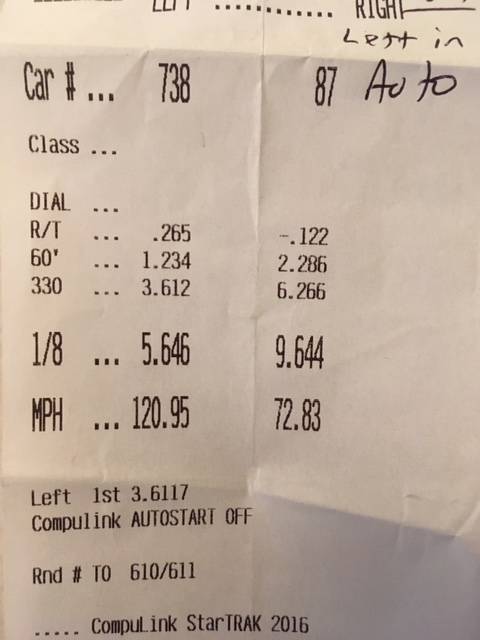 LEFT ............. RIGHT
Left in
Car # ... 738 87 Auto
Class ...
DIAL ...
R/T ... .265 -.122
60' ... 1.234 2.286
330 ... 3.612 6.266
1/8 ... 5.646 9.644
MPH ... 120.95 72.83
Left 1st 3.6117
Compulink AUTOSTART OFF
Rnd # TO 610/611
..... CompuLink StarTRAK 2016